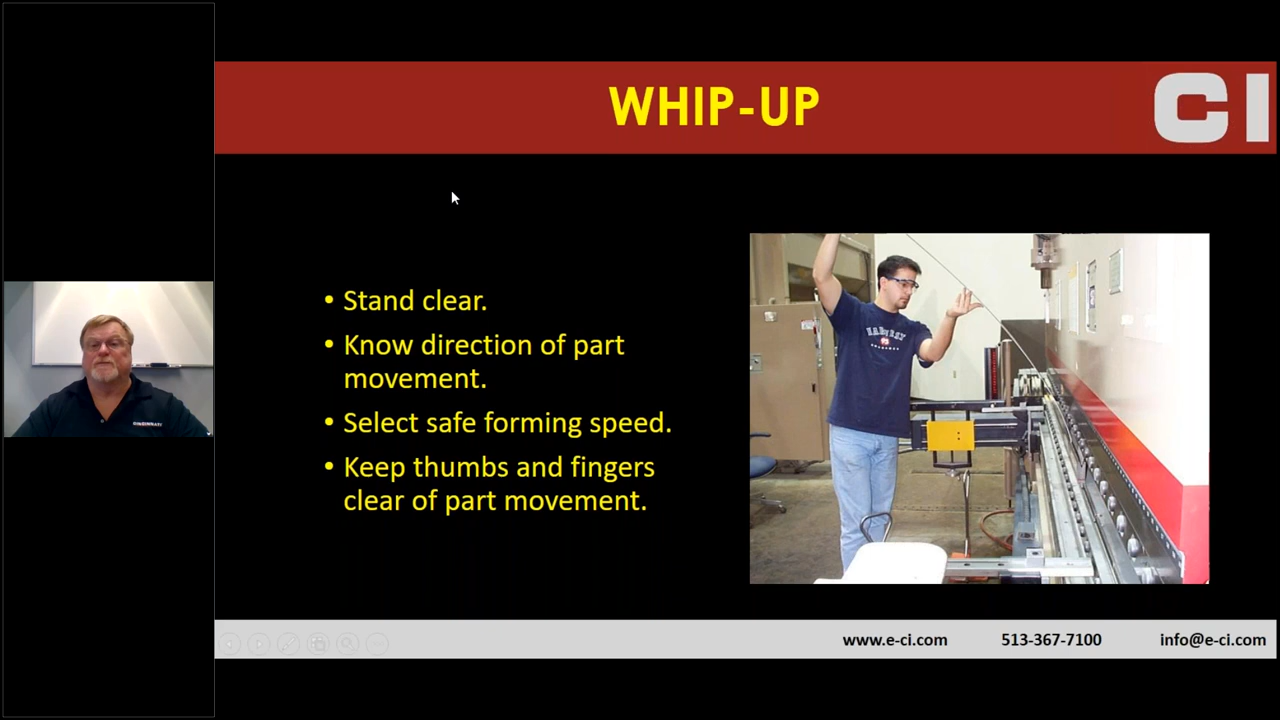 WHIP-UP
CI
• Stand clear.
• Know direction of part
movement.
• Select safe forming speed.
• Keep thumbs and fingers
clear of part movement.
CINCINNATI
www.e-ci.com 513-367-7100 info@e-ci.com